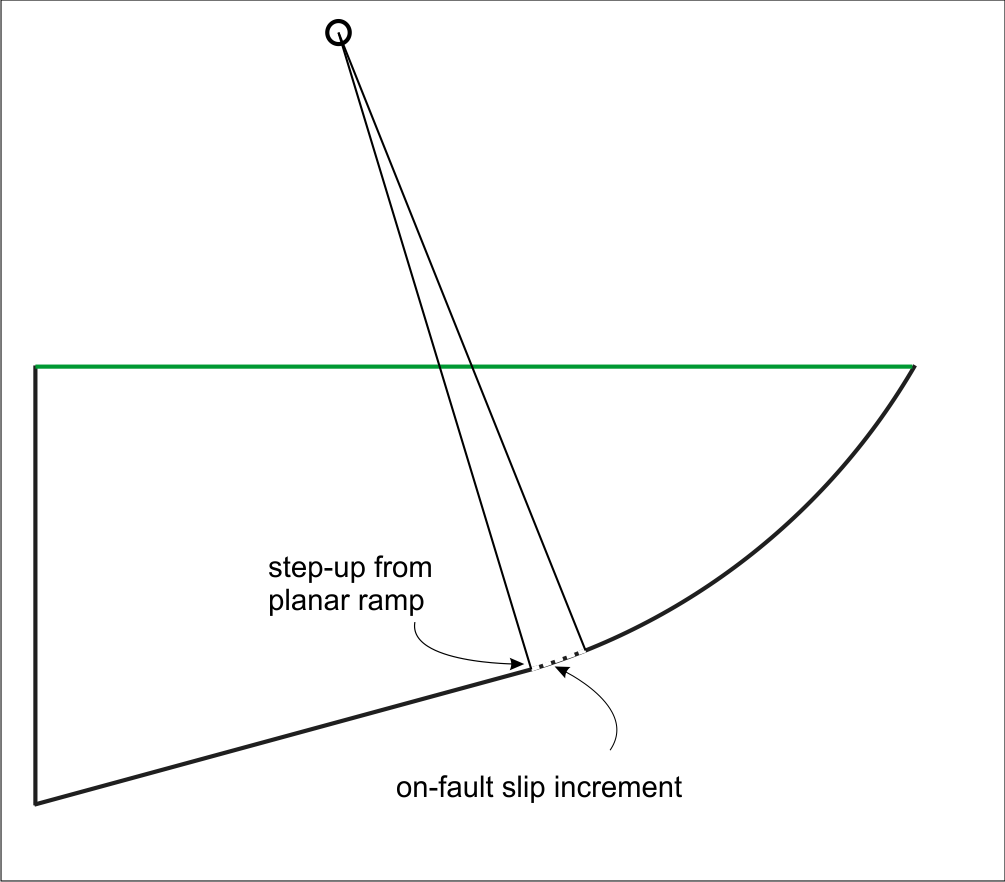 step-up from
planar ramp
on-fault slip increment